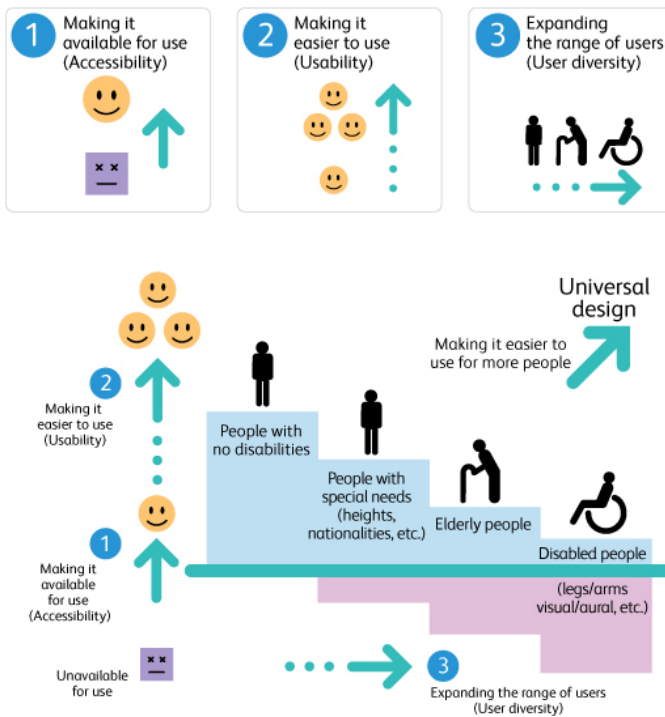 1
Making it
available for use
(Accessibility)
2
Making it
easier to use
(Usability)
3
Expanding
the range of users
(User diversity)
Universal
design
Making it easier to
use for more people
2
Making it
easier to use
(Usability)
People with
no disabilities
People with
special needs
(heights,
nationalities, etc.)
Elderly people
Disabled people
(legs/arms
visual/aural, etc.)
1
Making it
available
for use
(Accessibility)
Unavailable
for use
3
Expanding the range of users
(User diversity)